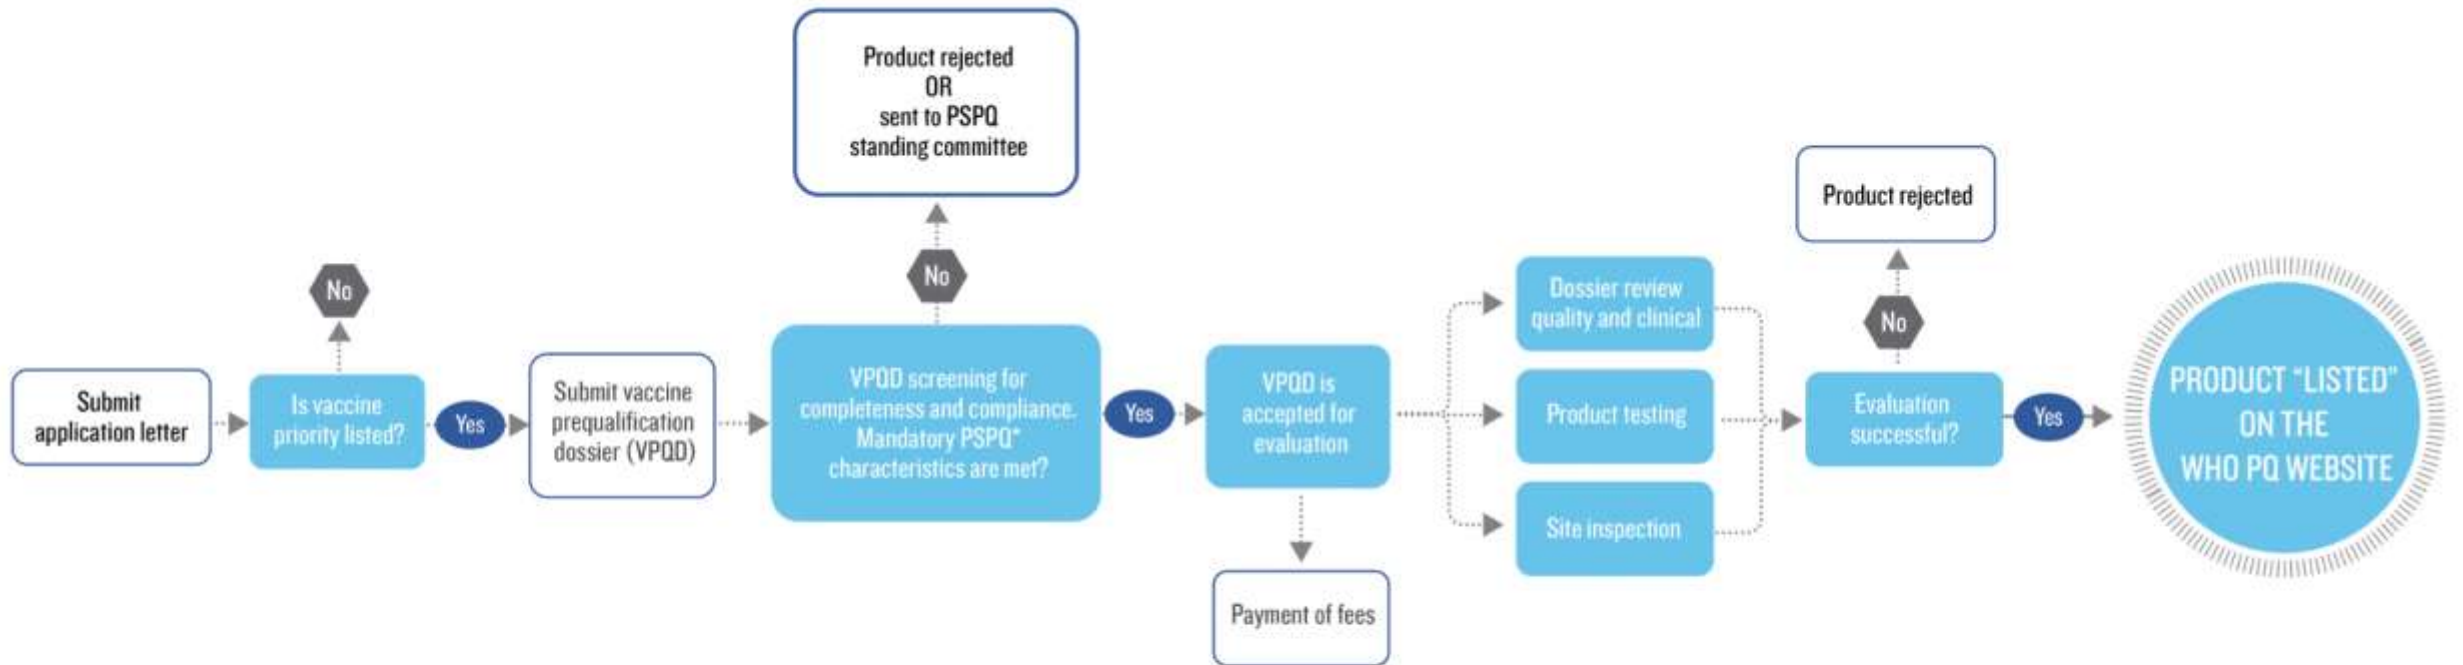 Submit
application letter
Is vaccine
priority listed?
No
Yes
Submit vaccine
prequalification
dossier (VPQD)
VPQD screening for
completeness and compliance.
Mandatory PSPQ*
characteristics are met?
No
Product rejected
OR
sent to PSPQ
standing committee
Yes
VPQD is
accepted for
evaluation
Payment of fees
Dossier review
quality and clinical
Product testing
Site inspection
Evaluation
successful?
No
Product rejected
Yes
PRODUCT “LISTED”
ON THE
WHO PQ WEBSITE